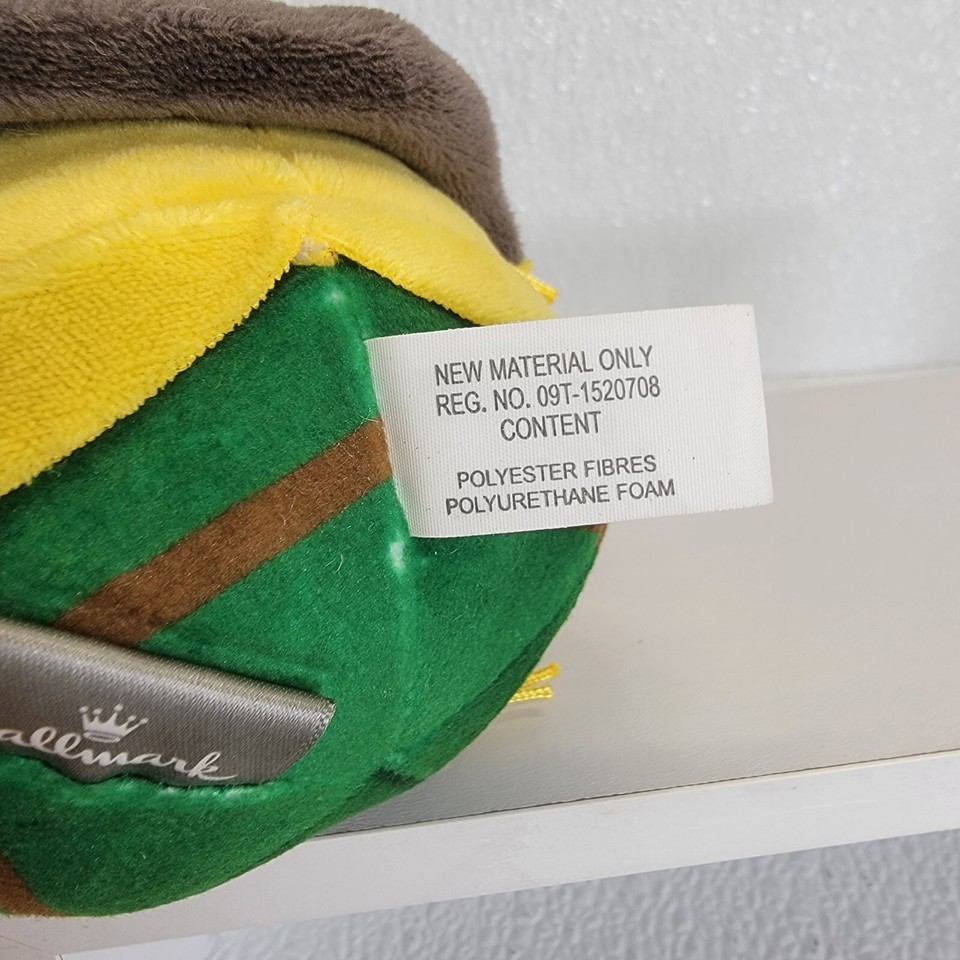 NEW MATERIAL ONLY
REG. NO. 09T-1520708
CONTENT
POLYESTER FIBRES
POLYURETHANE FOAM
allmark